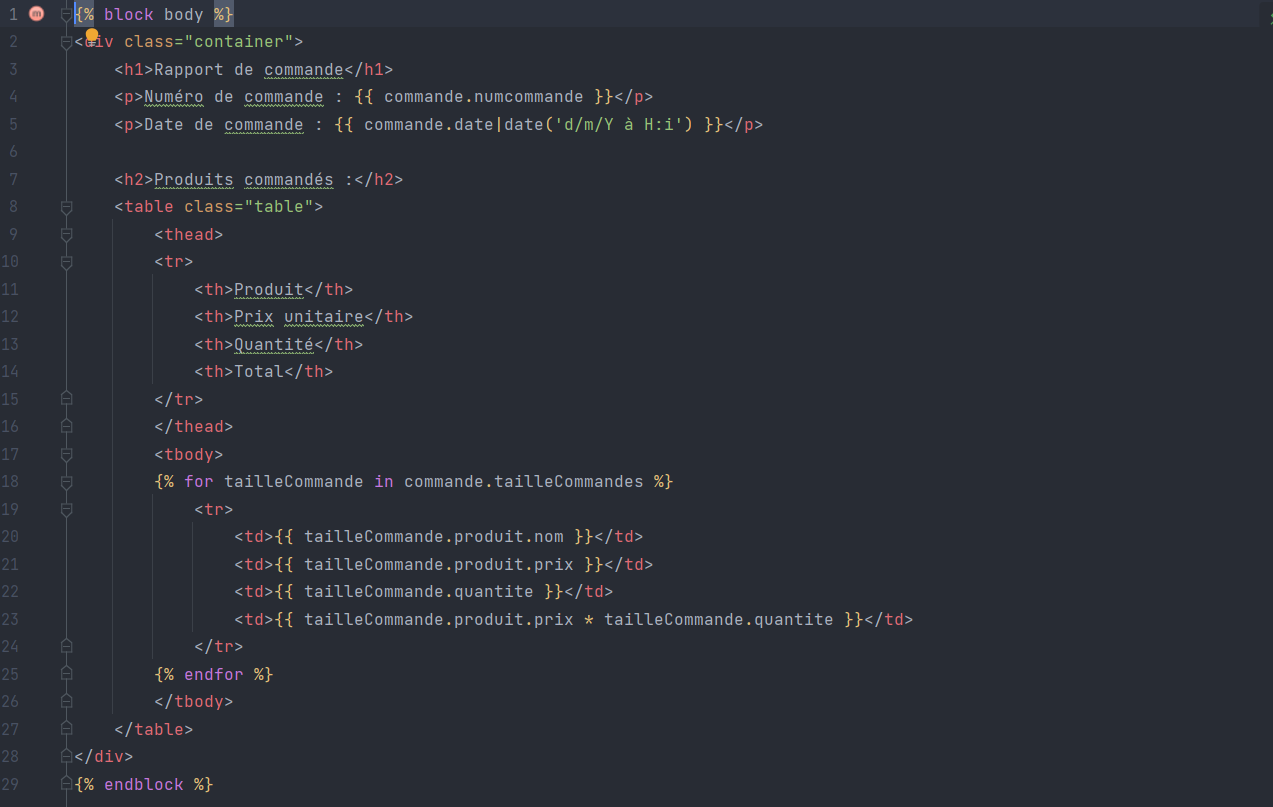 1 {% block body %}
2 <div class="container">
3 <h1>Rapport de commande</h1>
4 <p>Numéro de commande : {{ commande.numcommande }}</p>
5 <p>Date de commande : {{ commande.date|date('d/m/Y à H:i') }}</p>
6
7 <h2>Produits commandés :</h2>
8 <table class="table">
9 <thead>
10 <tr>
11 <th>Produit</th>
12 <th>Prix unitaire</th>
13 <th>Quantité</th>
14 <th>Total</th>
15 </tr>
16 </thead>
17 <tbody>
18 {% for tailleCommande in commande.tailleCommandes %}
19 <tr>
20 <td>{{ tailleCommande.produit.nom }}</td>
21 <td>{{ tailleCommande.produit.prix }}</td>
22 <td>{{ tailleCommande.quantite }}</td>
23 <td>{{ tailleCommande.produit.prix * tailleCommande.quantite }}</td>
24 </tr>
25 {% endfor %}
26 </tbody>
27 </table>
28 </div>
29 {% endblock %}